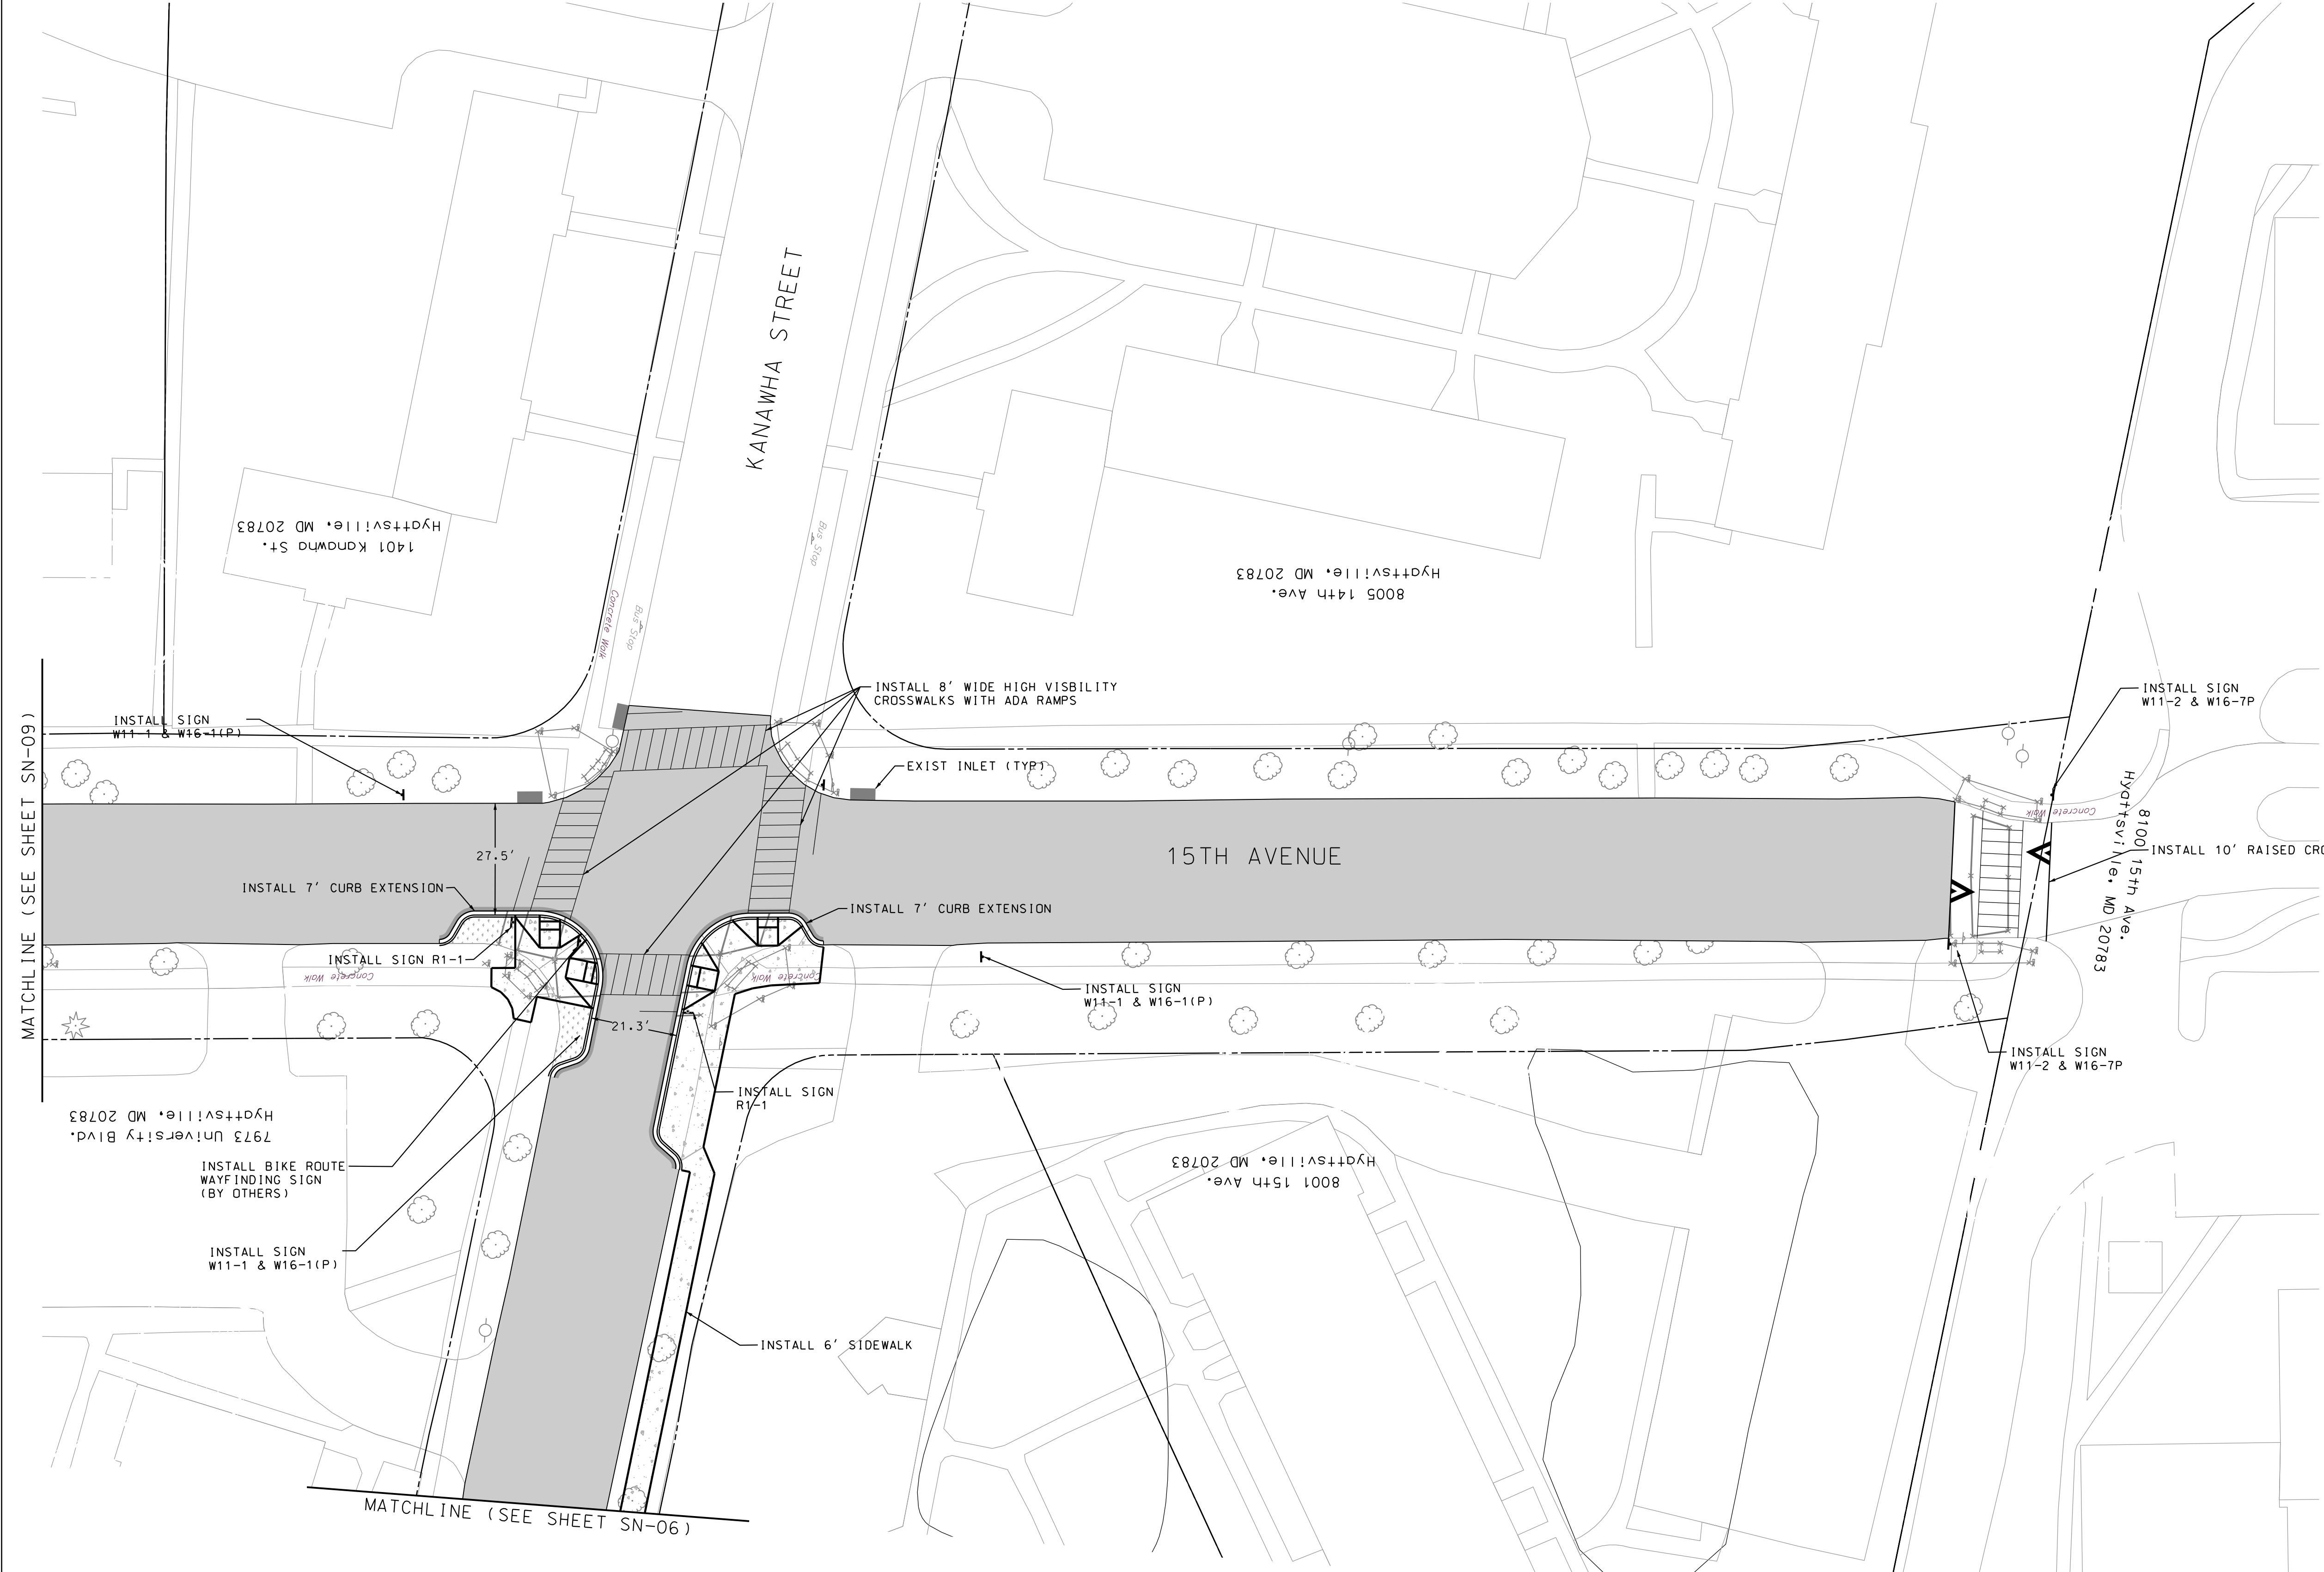 KANAWHA STREET
1401 Kanawha St.
Hyattsville, MD 20783
Bus Stop
8005 14th Ave.
Hyattsville, MD 20783
Concrete Walk
Bus Stop
INSTALL 8' WIDE HIGH VISBILITY
CROSSWALKS WITH ADA RAMPS
INSTALL SIGN
W11-2 & W16-7P
INSTALL SIGN
W11-1 & W16-1(P)
MATCHLINE (SEE SHEET SN-09)
EXIST INLET (TYP)
8100 15th Ave.
Hyattsville, MD 20783
Concrete Walk
27.5'
15TH AVENUE
INSTALL 10' RAISED CRO
INSTALL 7' CURB EXTENSION
INSTALL 7' CURB EXTENSION
INSTALL SIGN R1-1
Concrete Walk
Concrete Walk
INSTALL SIGN
W11-1 & W16-1(P)
21.3'
INSTALL SIGN
W11-2 & W16-7P
INSTALL SIGN
R1-1
7973 University Blvd.
Hyattsville, MD 20783
INSTALL BIKE ROUTE
WAYFINDING SIGN
(BY OTHERS)
8001 15th Ave.
Hyattsville, MD 20783
INSTALL SIGN
W11-1 & W16-1(P)
INSTALL 6' SIDEWALK
MATCHLINE (SEE SHEET SN-06)